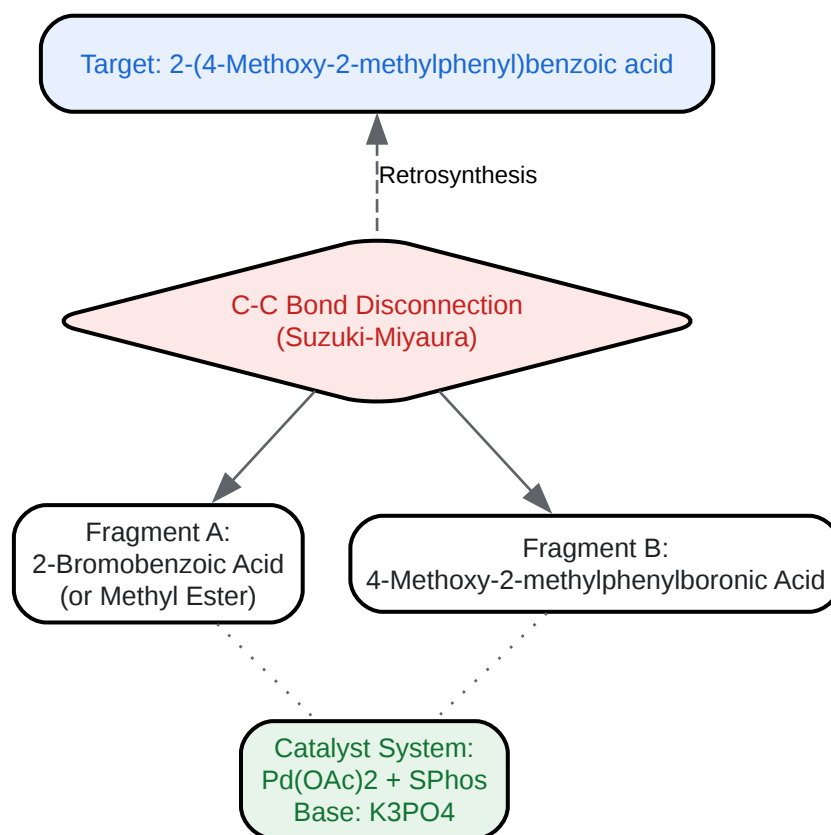 Target: 2-(4-Methoxy-2-methylphenyl)benzoic acid
Retrosynthesis
C-C Bond Disconnection
(Suzuki-Miyaura)
Fragment A:
2-Bromobenzoic Acid
(or Methyl Ester)
Fragment B:
4-Methoxy-2-methylphenylboronic Acid
Catalyst System:
Pd(OAc)2 + SPhos
Base: K3PO4